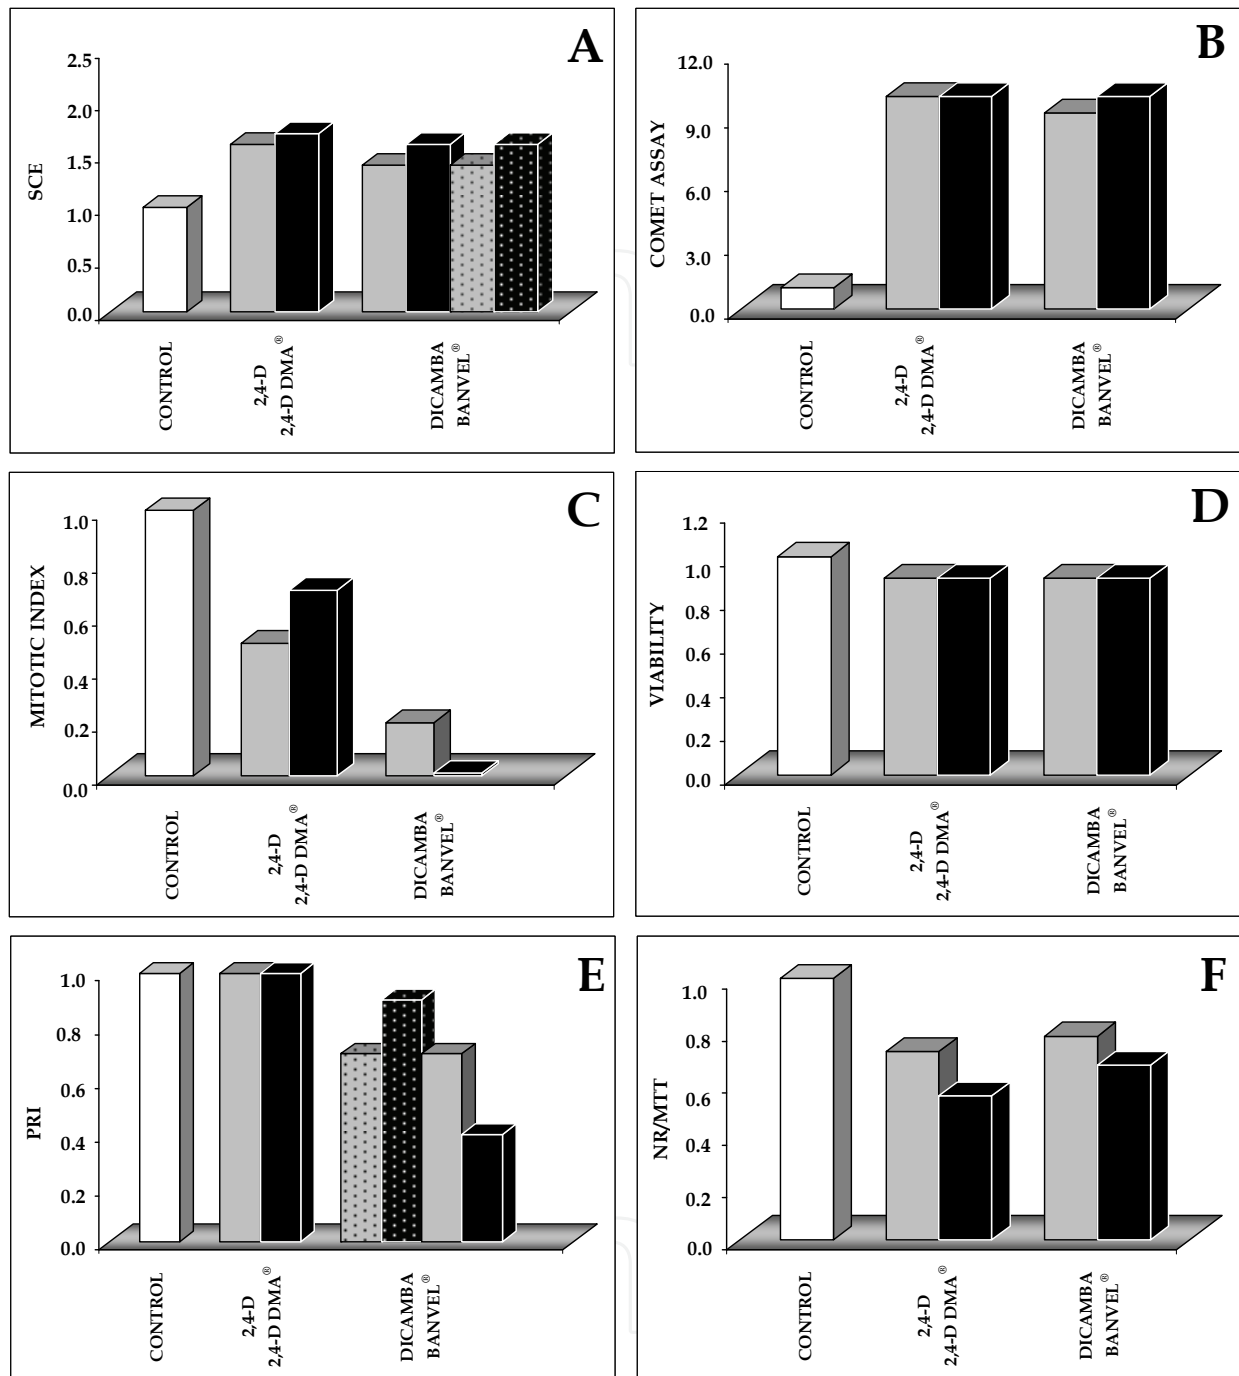 A
SCE
2.5
2.0
1.5
1.0
0.5
0.0
CONTROL
2,4-D
2,4-D DMA®
DICAMBA
BANVEL®
B
COMET ASSAY
12.0
9.0
6.0
3.0
0.0
CONTROL
2,4-D
2,4-D DMA®
DICAMBA
BANVEL®
C
MITOTIC INDEX
1.0
0.8
0.6
0.4
0.2
0.0
CONTROL
2,4-D
2,4-D DMA®
DICAMBA
BANVEL®
D
VIABILITY
1.2
1.0
0.8
0.6
0.4
0.2
0.0
CONTROL
2,4-D
2,4-D DMA®
DICAMBA
BANVEL®
E
PRI
1.0
0.8
0.6
0.4
0.2
0.0
CONTROL
2,4-D
2,4-D DMA®
DICAMBA
BANVEL®
F
NR/MTT
1.0
0.8
0.6
0.4
0.2
0.0
CONTROL
2,4-D
2,4-D DMA®
DICAMBA
BANVEL®